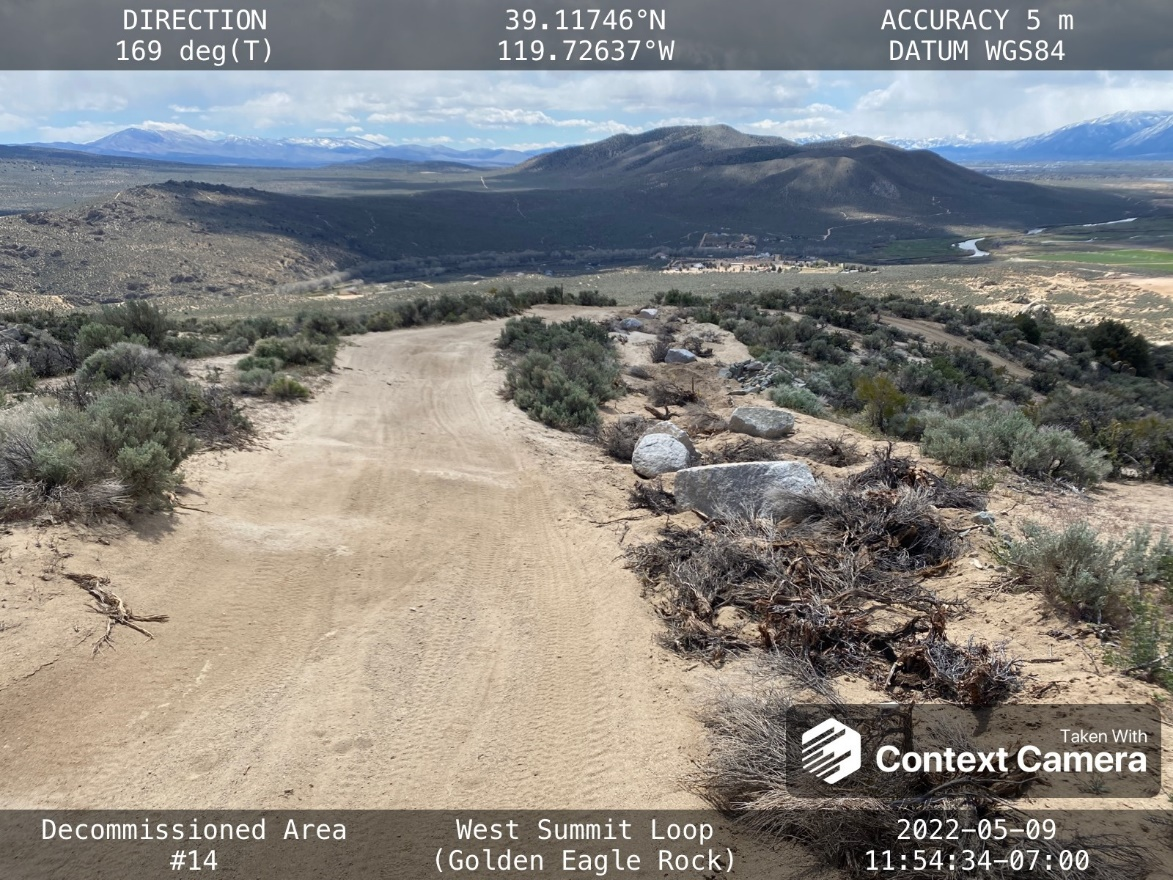 DIRECTION
169 deg(T)
39.11746°N
119.72637°W
ACCURACY 5 m
DATUM WGS84
Taken With
Context Camera
Decommissioned Area
#14
West Summit Loop
(Golden Eagle Rock)
2022−05−09
11:54:34−07:00